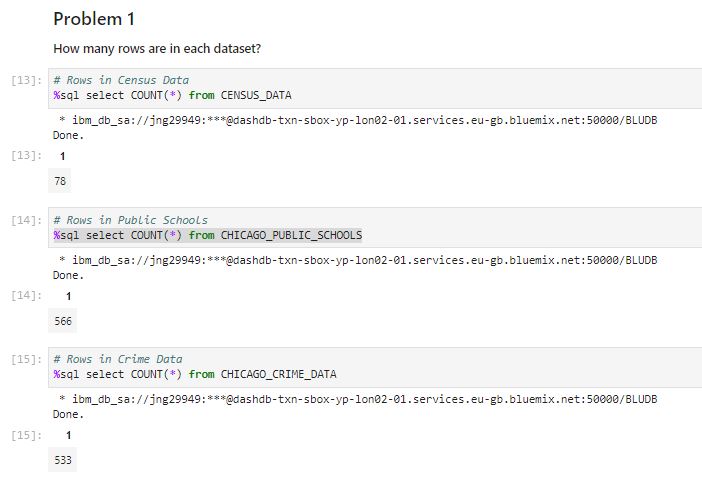 Problem 1
How many rows are in each dataset?
[13]: # Rows in Census Data
%sql select COUNT(*) from CENSUS_DATA
* ibm_db_sa://jng29949:***@dashdb-txn-sbox-yp-lon02-01.services.eu-gb.bluemix.net:50000/BLUDB
Done.
[13]: 1
78
[14]: # Rows in Public Schools
%sql select COUNT(*) from CHICAGO_PUBLIC_SCHOOLS
* ibm_db_sa://jng29949:***@dashdb-txn-sbox-yp-lon02-01.services.eu-gb.bluemix.net:50000/BLUDB
Done.
[14]: 1
566
[15]: # Rows in Crime Data
%sql select COUNT(*) from CHICAGO_CRIME_DATA
* ibm_db_sa://jng29949:***@dashdb-txn-sbox-yp-lon02-01.services.eu-gb.bluemix.net:50000/BLUDB
Done.
[15]: 1
533